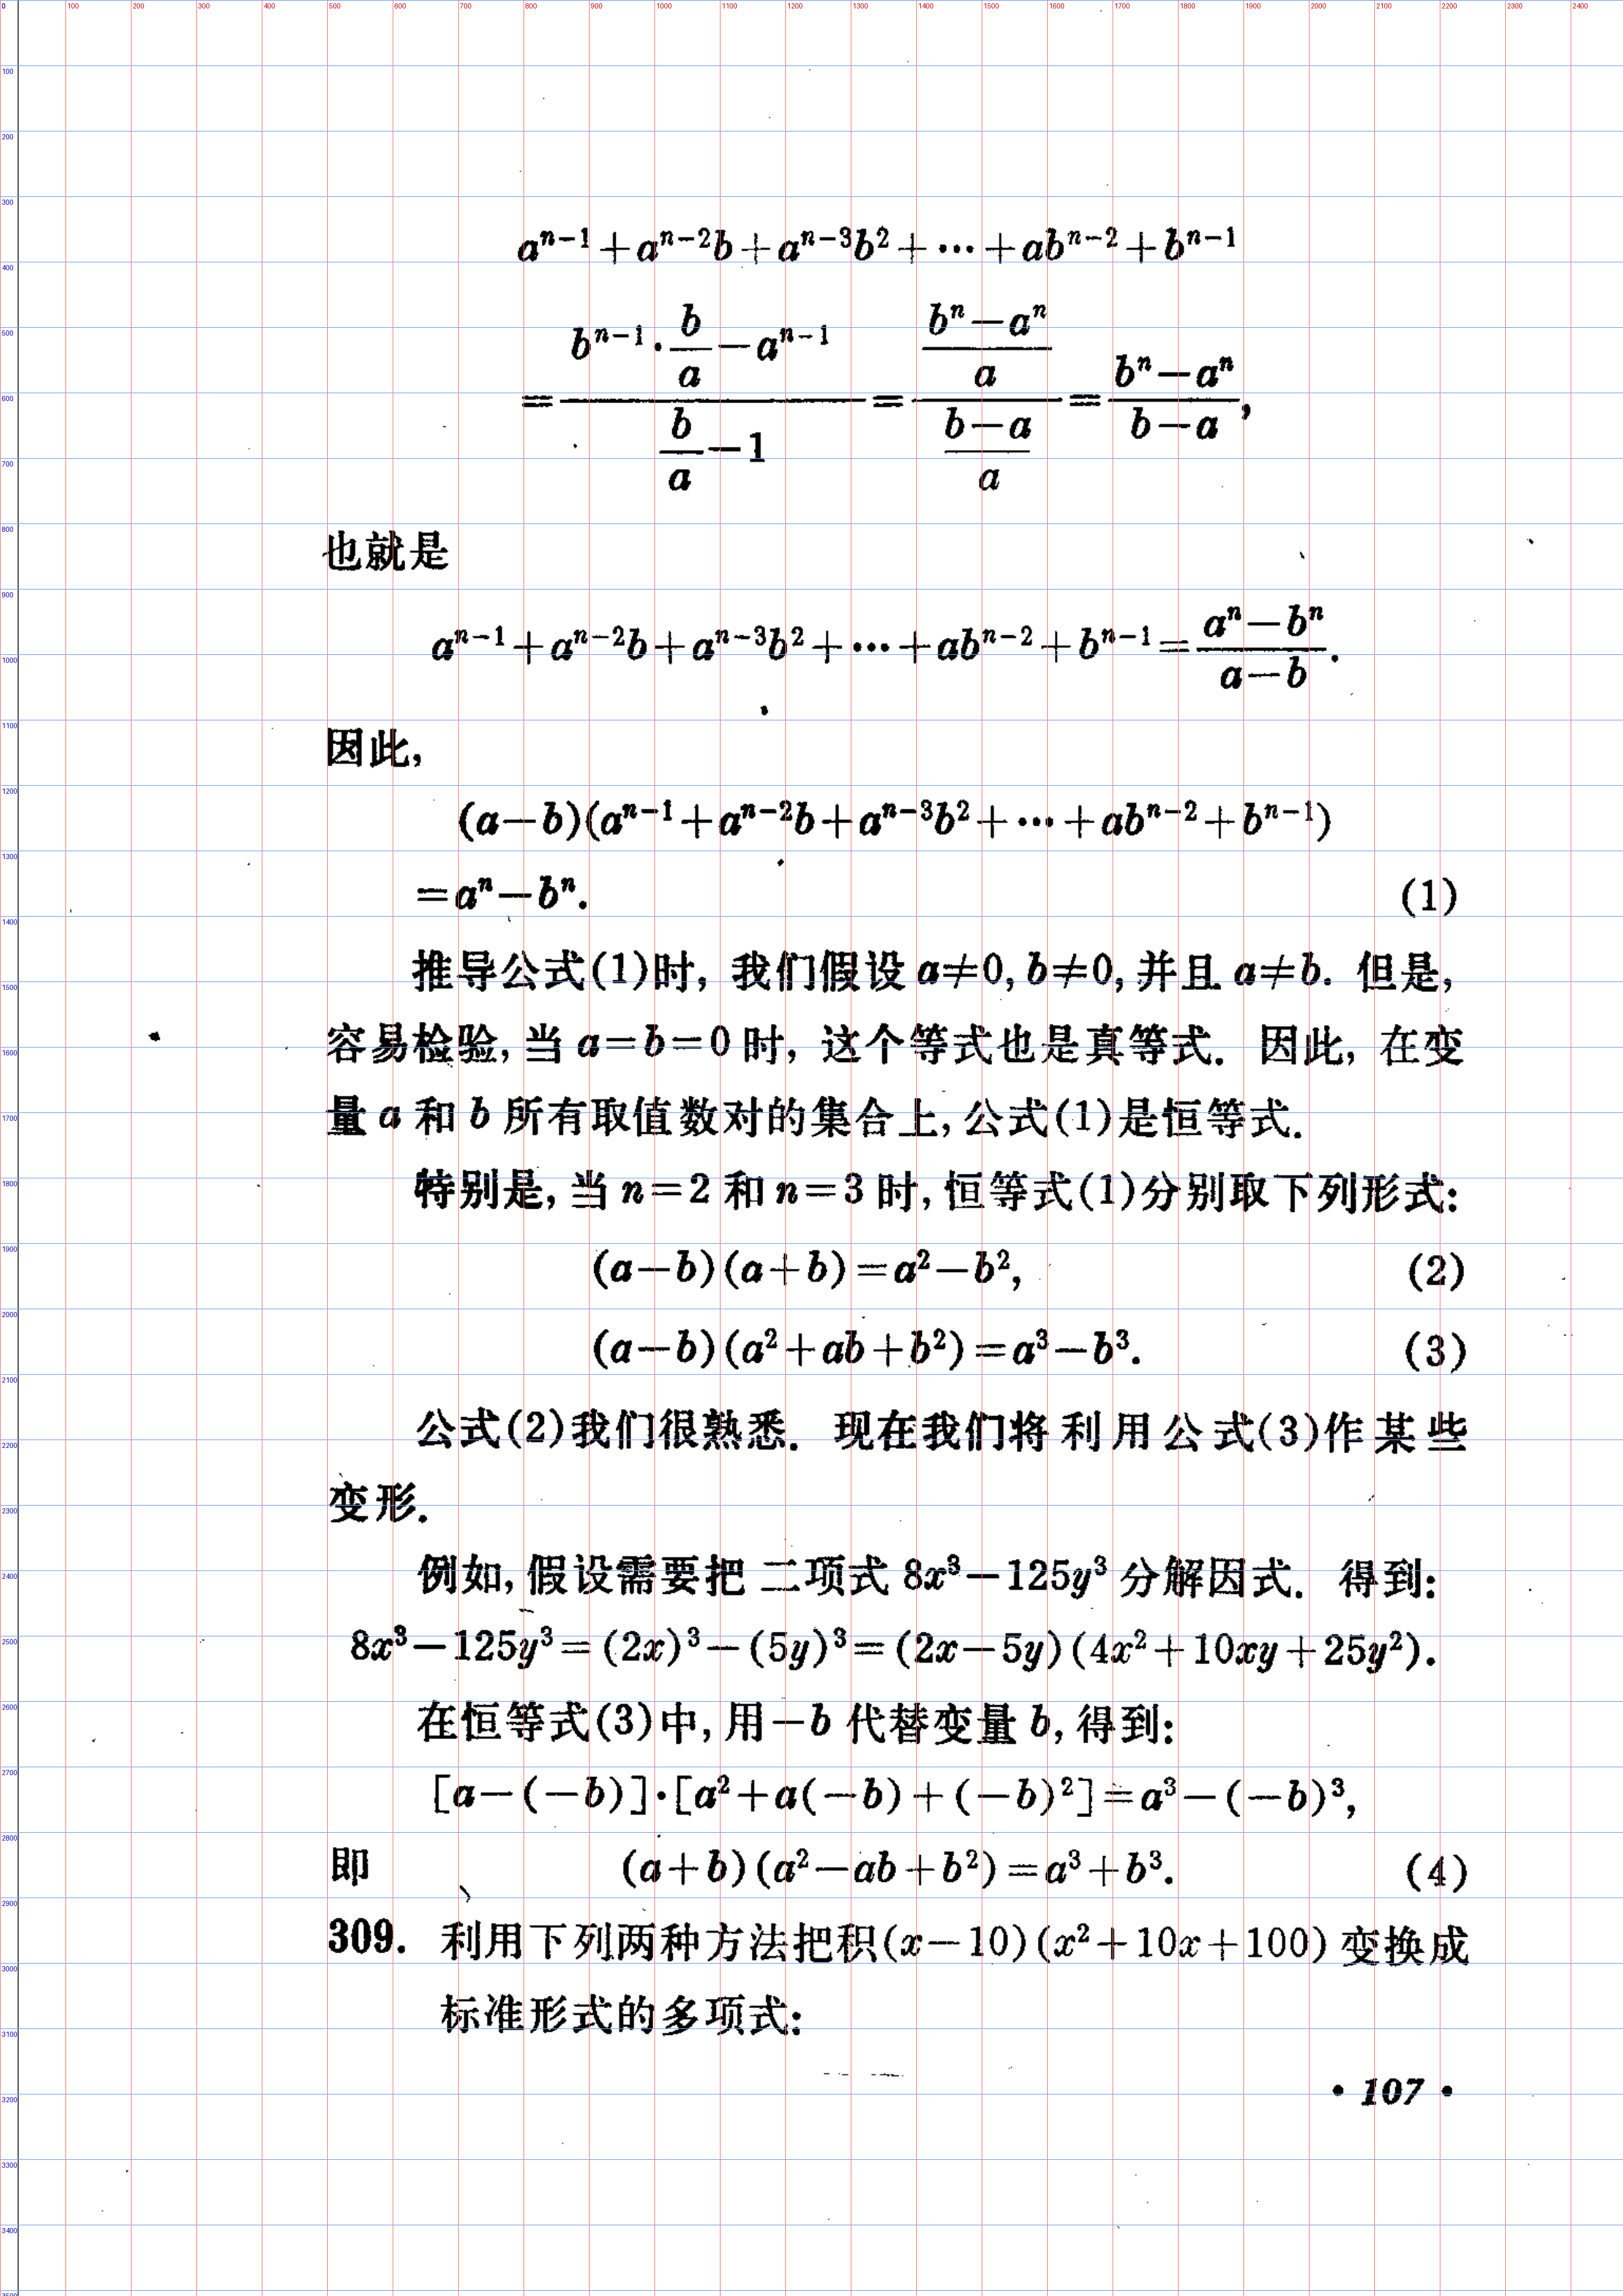 a^{n-1}+a^{n-2}b+a^{n-3}b^2+⋯+ab^{n-2}+b^{n-1}
=\frac{b^{n-1}·\frac{b}{a}-a^{n-1}}{\frac{b}{a}-1}=\frac{\frac{b^n-a^n}{a}}{\frac{b-a}{a}}=\frac{b^n-a^n}{b-a},
也就是
a^{n-1}+a^{n-2}b+a^{n-3}b^2+⋯+ab^{n-2}+b^{n-1}=\frac{a^n-b^n}{a-b}.
因此,
(a-b)(a^{n-1}+a^{n-2}b+a^{n-3}b^2+⋯+ab^{n-2}+b^{n-1})
=a^n-b^n. (1)
推导公式(1)时, 我们假设 a≠0, b≠0, 并且 a≠b. 但是,
容易检验, 当 a=b=0 时, 这个等式也是真等式. 因此, 在变
量 a 和 b 所有取值数对的集合上, 公式(1)是恒等式.
特别是, 当 n=2 和 n=3 时, 恒等式(1)分别取下列形式:
(a-b)(a+b)=a^2-b^2, (2)
(a-b)(a^2+ab+b^2)=a^3-b^3. (3)
公式(2)我们很熟悉. 现在我们将利用公式(3)作某些
变形.
例如, 假设需要把二项式 8x^3-125y^3 分解因式. 得到:
8x^3-125y^3=(2x)^3-(5y)^3=(2x-5y)(4x^2+10xy+25y^2).
在恒等式(3)中, 用-b 代替变量 b, 得到:
[a-(-b)]·[a^2+a(-b)+(-b)^2]=a^3-(-b)^3,
即 (a+b)(a^2-ab+b^2)=a^3+b^3. (4)
309. 利用下列两种方法把积(x-10)(x^2+10x+100)变换成
标准形式的多项式:
• 107 •